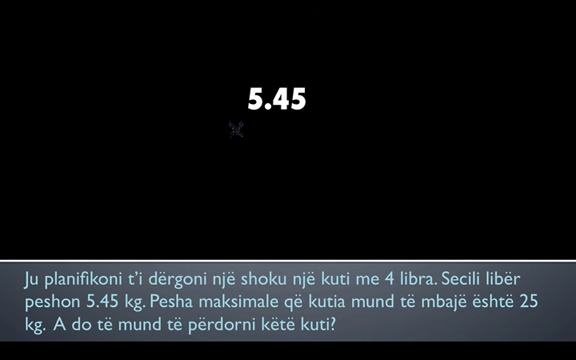 5.45
Ju planifikoni t'i dërgoni një shoku një kuti me 4 libra. Secili libër
peshon 5.45 kg. Pesha maksimale që kutia mund të mbajë është 25
kg. A do të mund të përdorni këtë kuti?